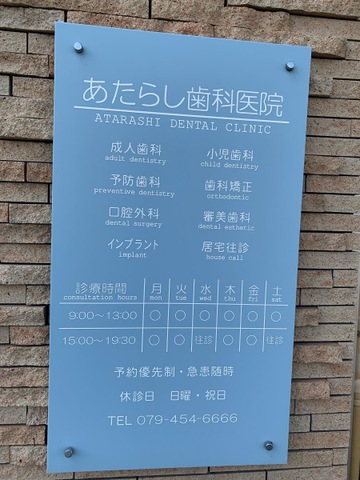 あたらし歯科医院
ATARASHI DENTAL CLINIC
成人歯科 小児歯科
adult dentistry child dentistry
予防歯科 歯科矯正
preventive dentistry orthodontic
口腔外科 審美歯科
dental surgery dental esthetic
インプラント 居宅往診
implant house call
診療時間 月 火 水 木 金 土
consultation hours mon tue wed thu fri sat
9:00～13:00 ○ ○ ○ ○ ○ ○
15:00～19:30 ○ ○ 往診 ○ ○ 往診
予約優先制・急患随時
休診日 日曜・祝日
TEL 079-454-6666